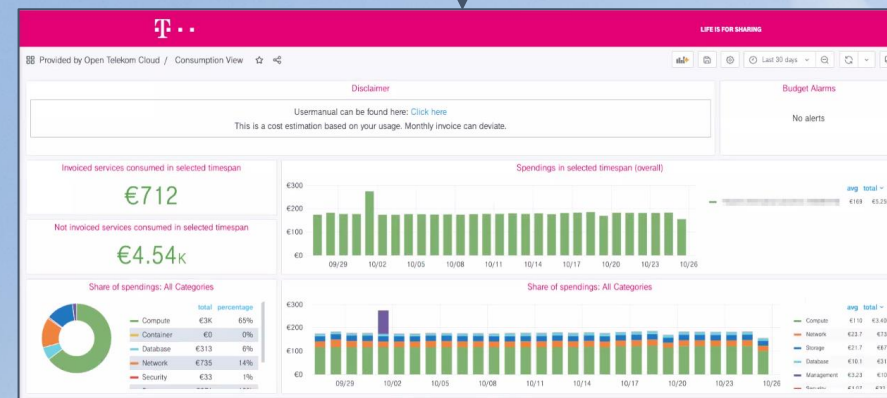 T
LIFE IS FOR SHARING
Provided by Open Telekom Cloud / Consumption View
Last 30 days
Disclaimer
Usermanual can be found here: Click here
This is a cost estimation based on your usage. Monthly invoice can deviate.
Budget Alarms
No alerts
Invoiced services consumed in selected timespan
€712
Not invoiced services consumed in selected timespan
€4.54K
Spendings in selected timespan (overall)
€300
€200
€100
€0
09/29 10/02 10/05 10/08 10/11 10/14 10/17 10/20 10/23 10/26
avg total
€169
Share of spendings: All Categories
total percentage
Compute €3K 65%
Container €0 0%
Database €313 6%
Network €735 14%
Security €33 1%
Share of spendings: All Categories
€300
€200
€100
€0
09/29 10/02 10/05 10/08 10/11 10/14 10/17 10/20 10/23 10/26
avg total
Compute €110
Network €23.7
Storage €21.7
Database €10.1
Management €3.23
Security €1.07